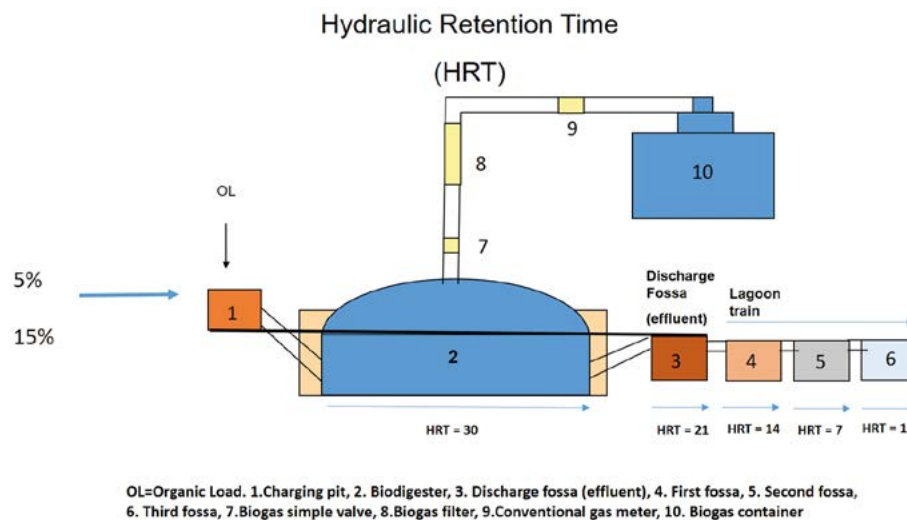 Hydraulic Retention Time
(HRT)
9
8
10
OL
7
5%
15%
1
2
Discharge
Fossa
(effluent)
Lagoon
train
3
4
5
6
HRT = 30
HRT = 21
HRT = 14
HRT = 7
HRT = 1
OL=Organic Load. 1.Charging pit, 2. Biodigester, 3. Discharge fossa (effluent), 4. First fossa, 5. Second fossa,
6. Third fossa, 7.Biogas simple valve, 8.Biogas filter, 9.Conventional gas meter, 10. Biogas container